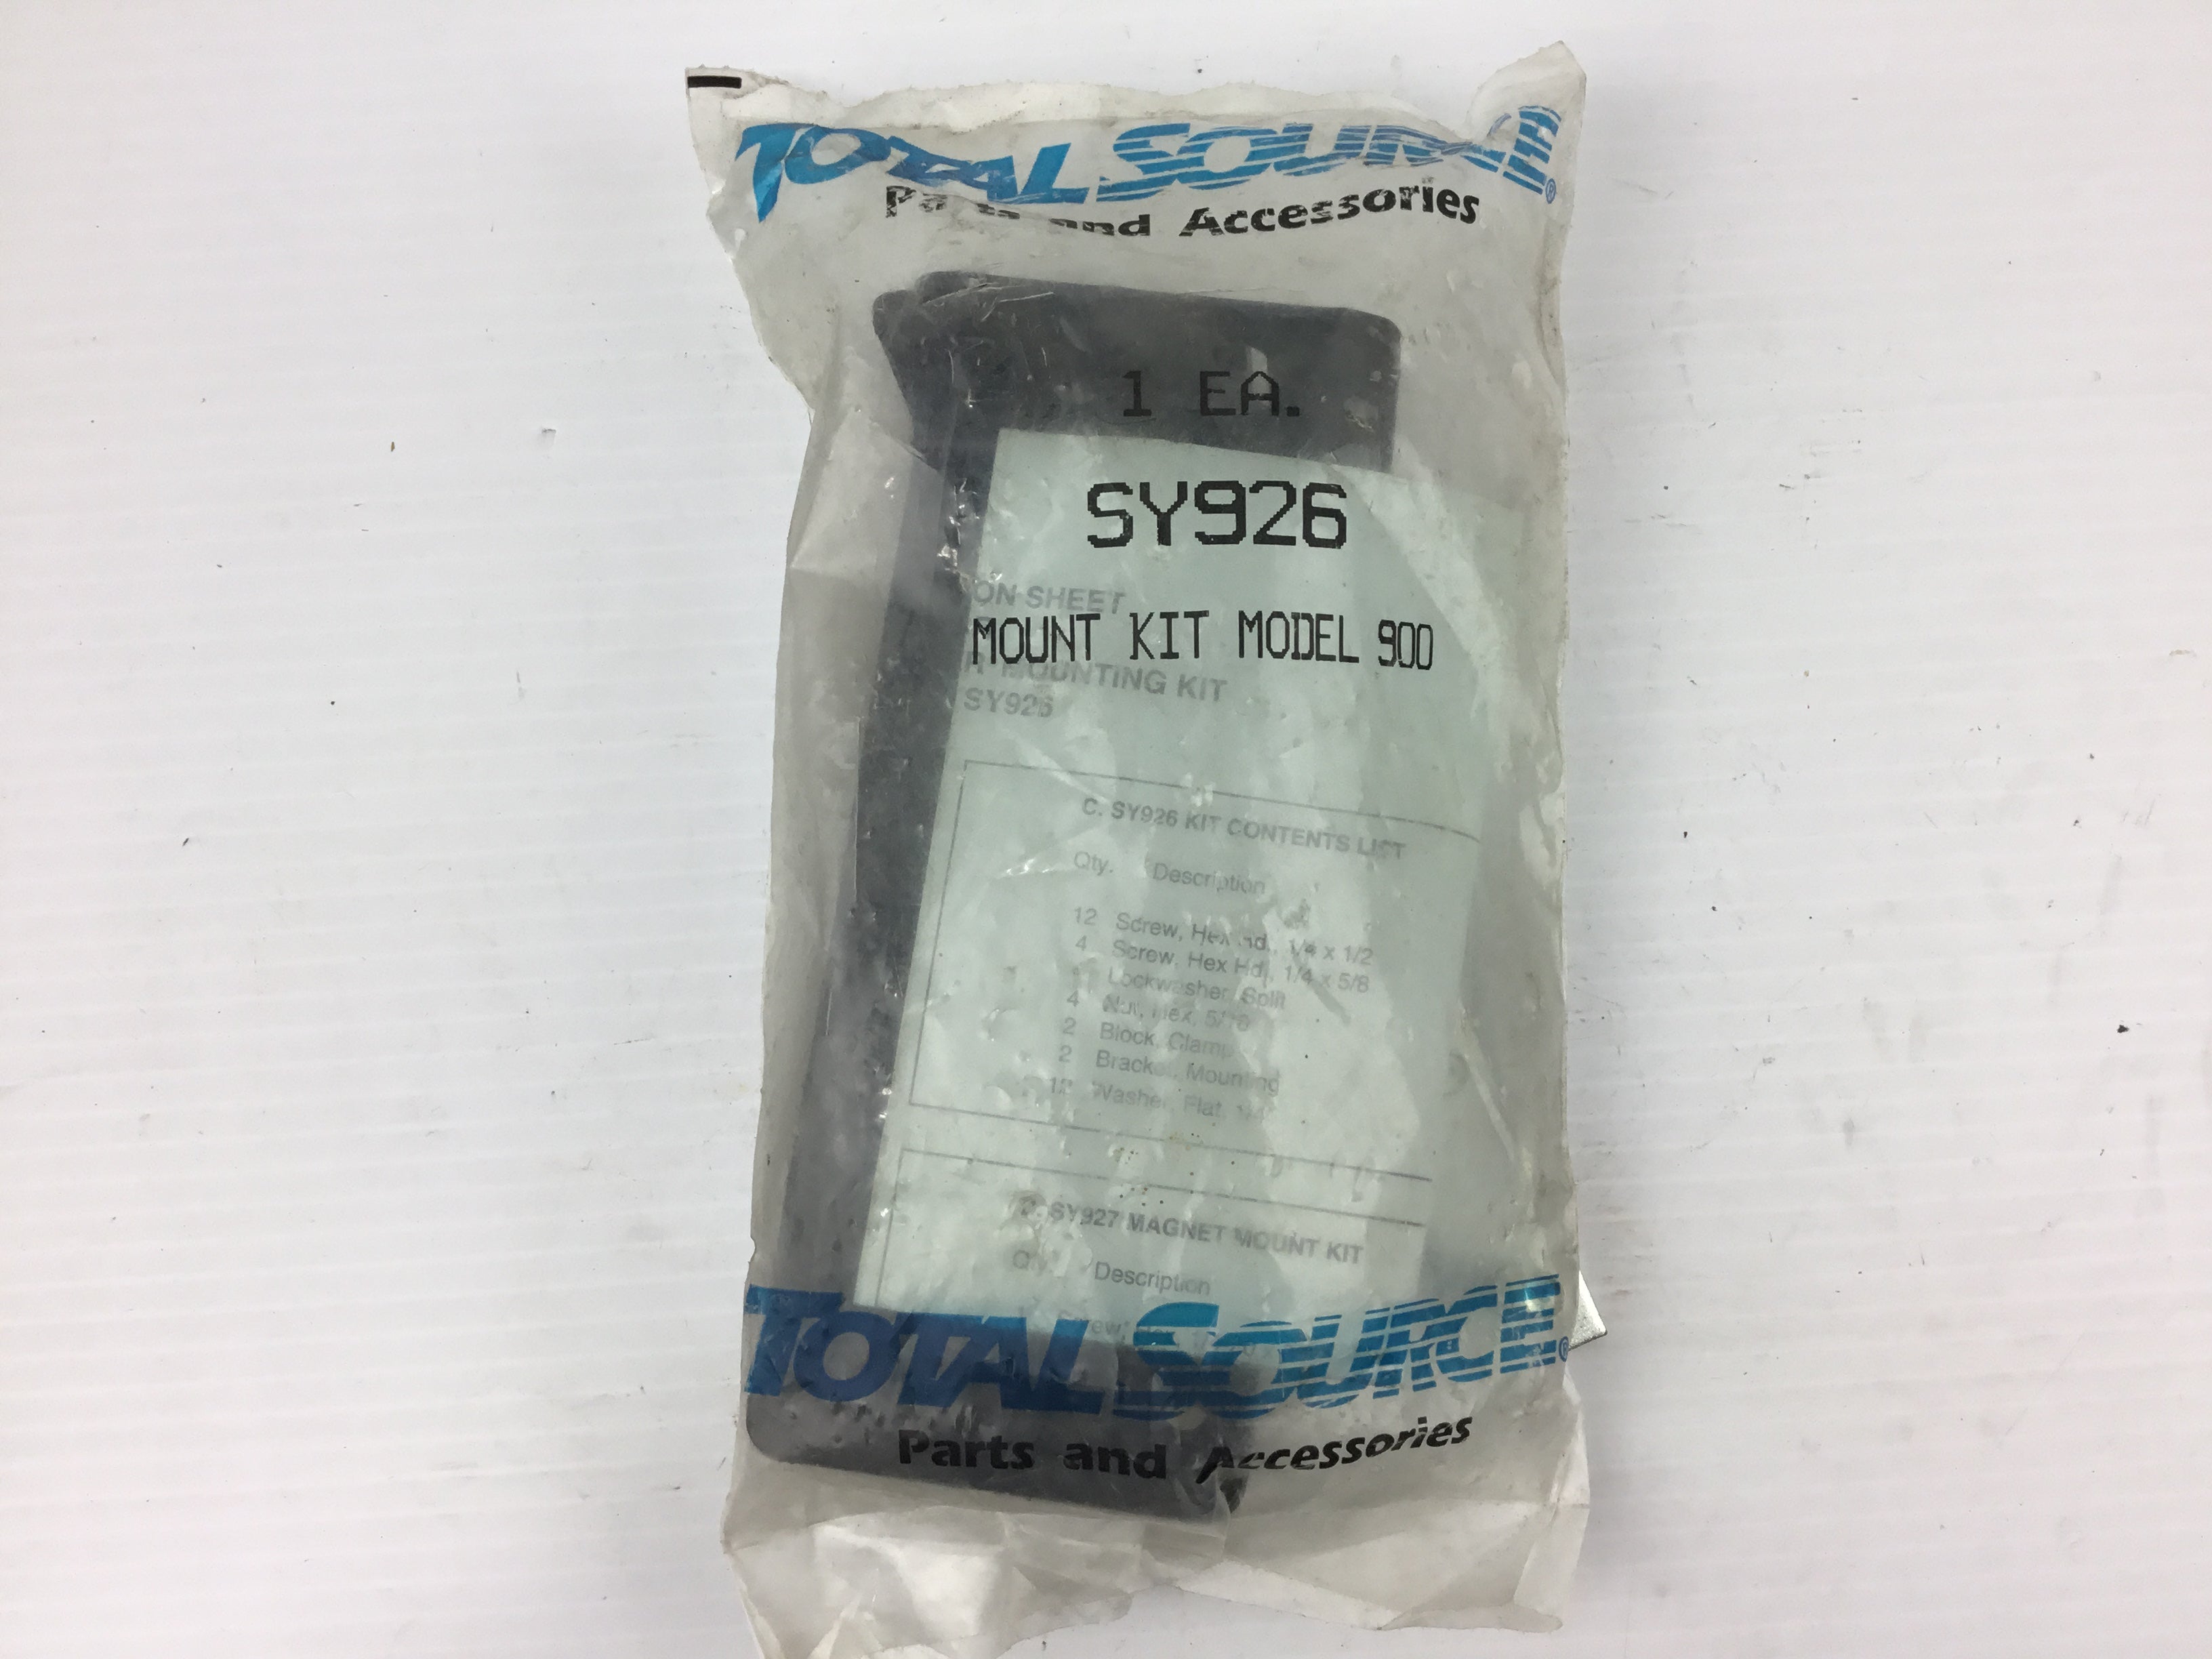 TOTAL SOURCE®
Parts and Accessories
1 EA.
SY926
ON SHEET
MOUNT KIT MODEL 900
MOUNTING KIT
SY926
C. SY926 KIT CONTENTS LIST
Qty. Description
12 Screw, Hex Hd., 1/4 x 1/2
4 Screw, Hex Hd., 1/4 x 5/8
Lockwasher, Split
4 Nut, Hex,
2 Block, Clamp
2 Bracket, Mounting
12 Washer, Flat,
SY927 MAGNET MOUNT KIT
Description
TOTAL SOURCE®
Parts and Accessories